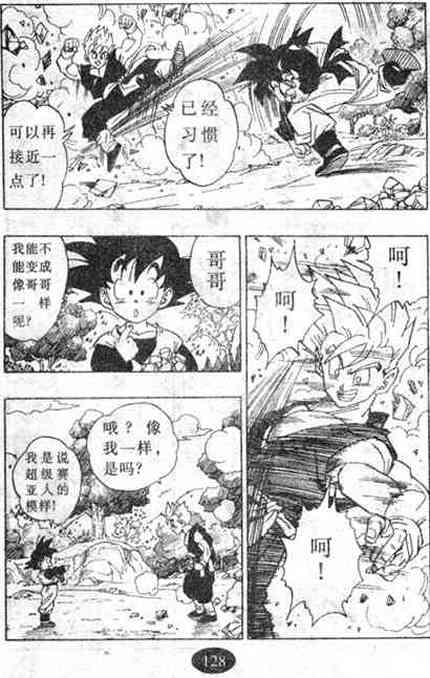 已经
习惯
了!
可以再
接近一
点了!
呵!
呵!
呵!
哥哥
我能不
能变成
像哥哥
一样
呢?
哦？像
我一样，
是吗?
我是说
超级赛
亚人的
模样!
128